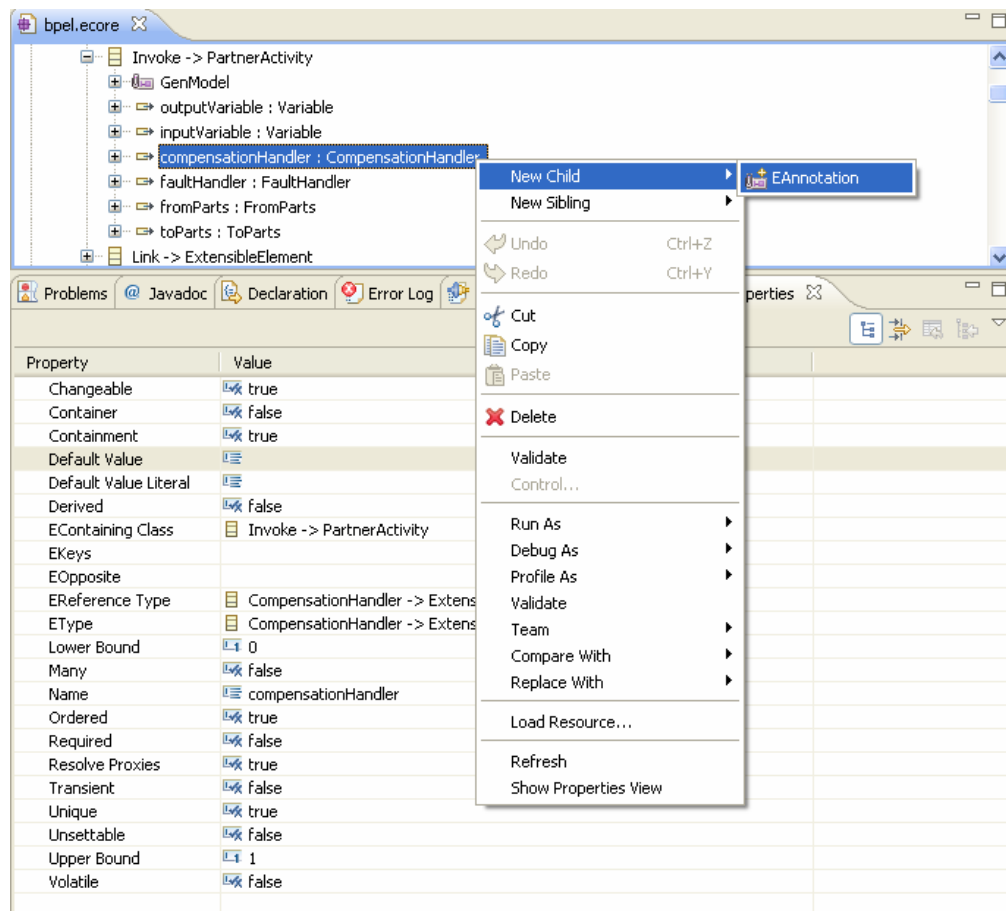 bpel.ecore
Invoke -> PartnerActivity
GenModel
outputVariable : Variable
inputVariable : Variable
compensationHandler : CompensationHandler
faultHandler : FaultHandler
fromParts : FromParts
toParts : ToParts
Link -> ExtensibleElement
New Child
EAnnotation
New Sibling
Undo Ctrl+Z
Redo Ctrl+Y
Cut
Copy
Paste
Delete
Validate
Control...
Run As
Debug As
Profile As
Validate
Team
Compare With
Replace With
Load Resource...
Refresh
Show Properties View
Problems @ Javadoc Declaration Error Log perties
Property Value
Changeable true
Container false
Containment true
Default Value
Default Value Literal
Derived false
EContaining Class Invoke -> PartnerActivity
EKeys
EOpposite
EReference Type CompensationHandler -> Extens
EType CompensationHandler -> Extens
Lower Bound 0
Many false
Name compensationHandler
Ordered true
Required false
Resolve Proxies true
Transient false
Unique true
Unsettable false
Upper Bound 1
Volatile false